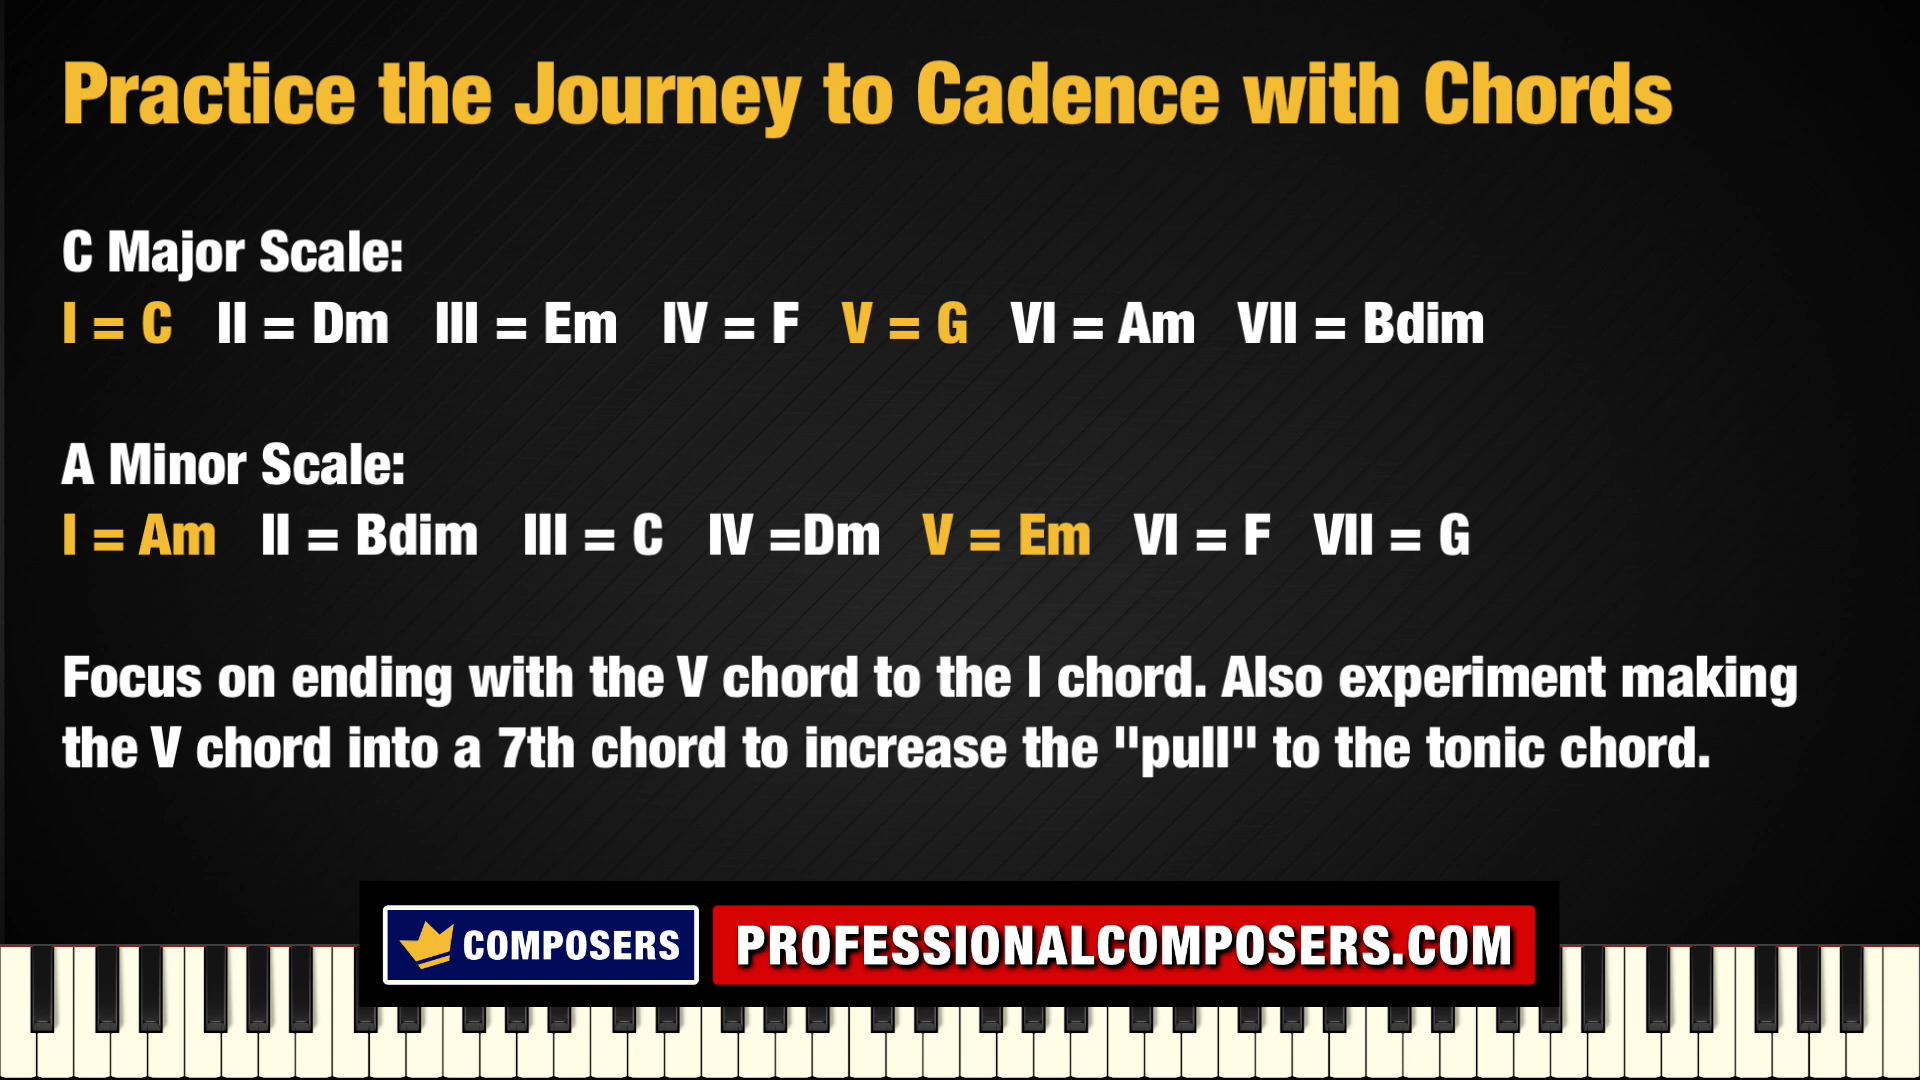 Practice the Journey to Cadence with Chords
C Major Scale:
I = C II = Dm III = Em IV = F V = G VI = Am VII = Bdim
A Minor Scale:
I = Am II = Bdim III = C IV =Dm V = Em VI = F VII = G
Focus on ending with the V chord to the I chord. Also experiment making
the V chord into a 7th chord to increase the "pull" to the tonic chord.
COMPOSERS PROFESSIONALCOMPOSERS.COM